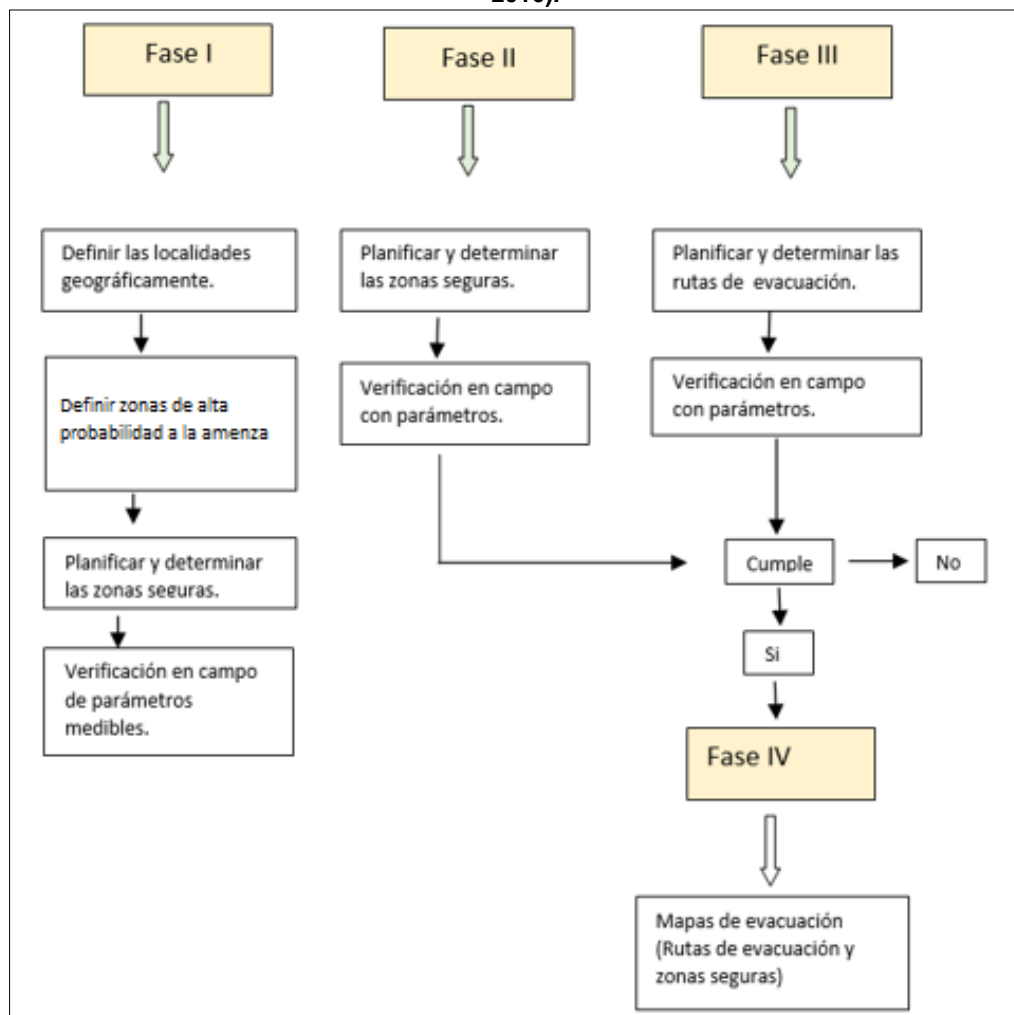 2016).
Fase I
Fase II
Fase III
Definir las localidades
geográficamente.
Definir zonas de alta
probabilidad a la amenza
Planificar y determinar
las zonas seguras.
Verificación en campo
de parámetros
medibles.
Planificar y determinar
las zonas seguras.
Verificación en campo
con parámetros.
Planificar y determinar las
rutas de evacuación.
Verificación en campo
con parámetros.
Cumple
No
Si
Fase IV
Mapas de evacuación
(Rutas de evacuación y
zonas seguras)